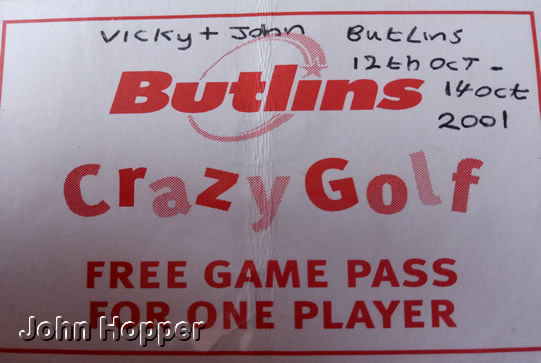 Vicky + John Butlins
12th Oct -
14 Oct
2001
Butlins
Crazy Golf
FREE GAME PASS
FOR ONE PLAYER
John Hopper